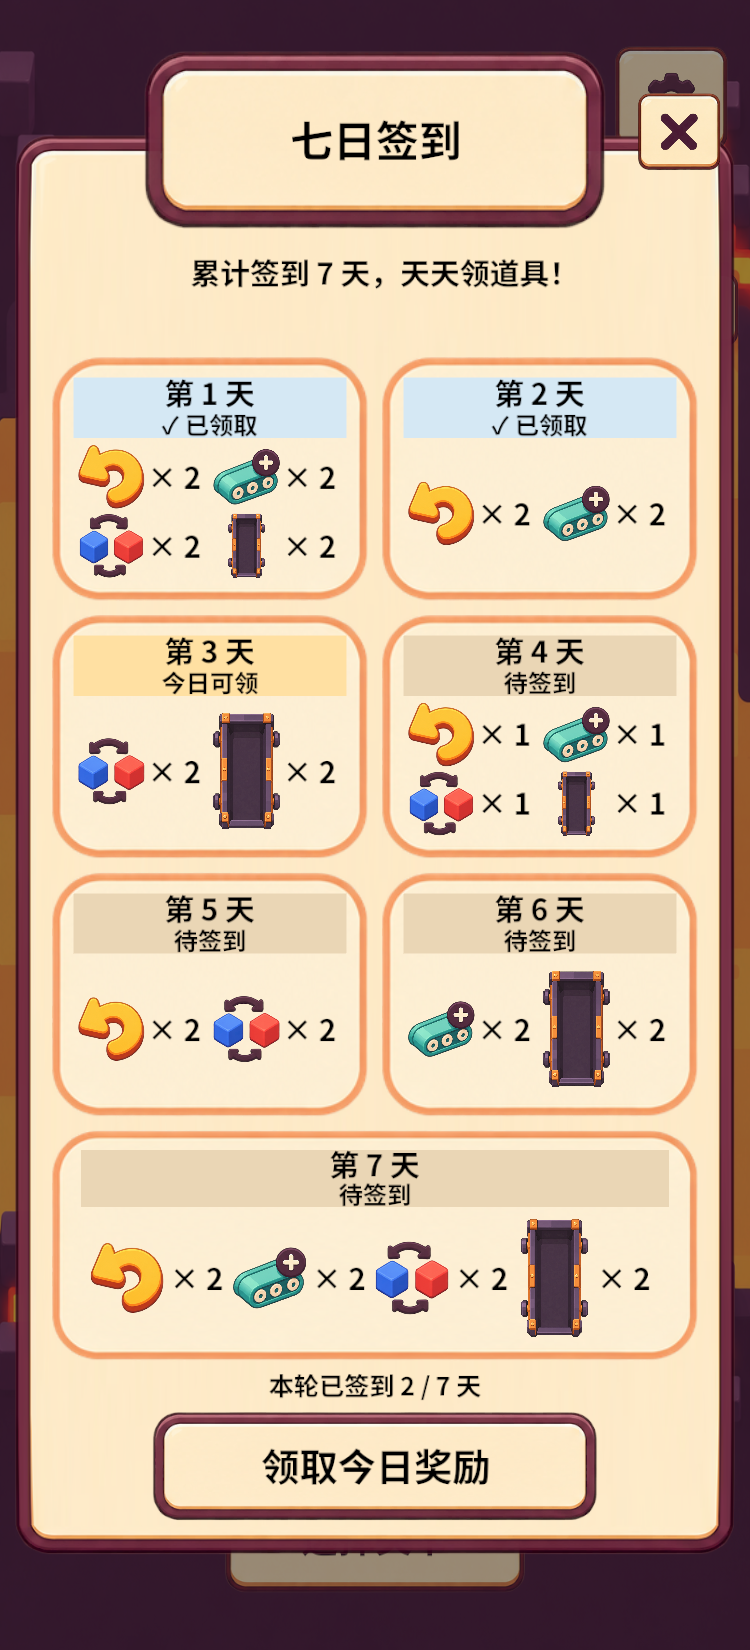 七日签到
累计签到 7 天，天天领道具！
第 1 天
✓ 已领取
× 2 × 2
× 2 × 2
第 2 天
✓ 已领取
× 2 × 2
第 3 天
今日可领
× 2 × 2
第 4 天
待签到
× 1 × 1
× 1 × 1
第 5 天
待签到
× 2 × 2
第 6 天
待签到
× 2 × 2
第 7 天
待签到
× 2 × 2 × 2 × 2
本轮已签到 2 / 7 天
领取今日奖励